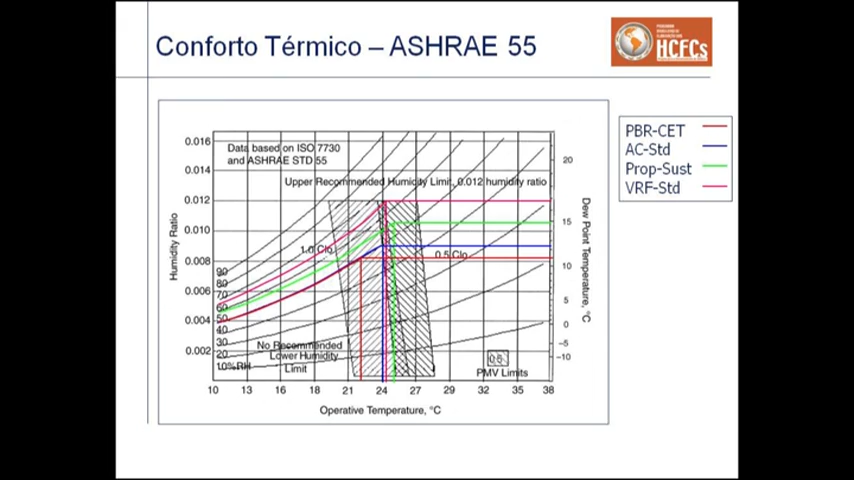 Conforto Térmico – ASHRAE 55
HCFCs
PBR-CET
AC-Std
Prop-Sust
VRF-Std
Data based on ISO 7730
and ASHRAE STD 55
Upper Recommended Humidity Limit, 0.012 humidity ratio
0.016
0.014
0.012
0.010
0.008
0.006
0.004
0.002
Humidity Ratio
1.0 Clo
0.5 Clo
90
80
70
60
50
40
30
20
10%RH
No Recommended
Lower Humidity
Limit
0.5
PMV Limits
20
15
10
5
0
-5
-10
Dew Point Temperature, °C
10 13 16 18 21 24 27 29 32 35 38
Operative Temperature, °C